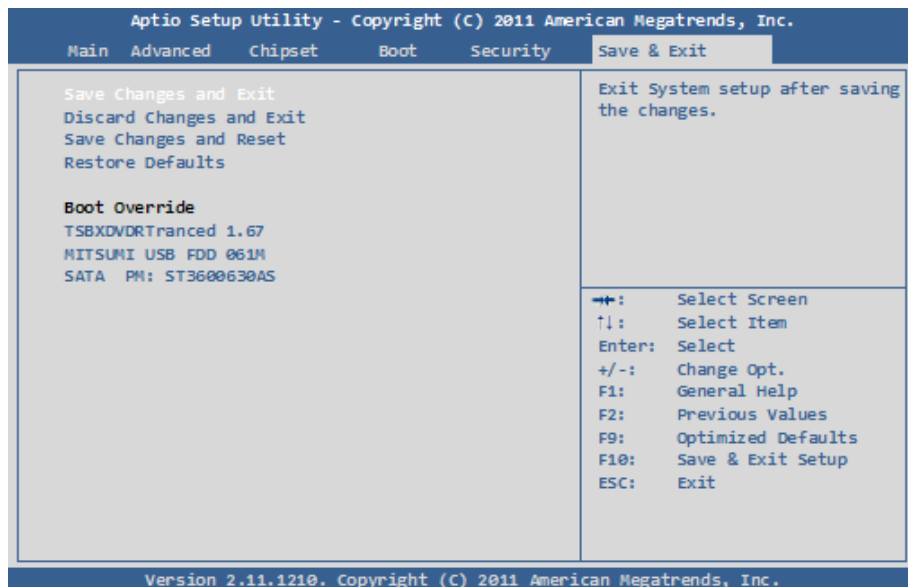 Aptio Setup Utility - Copyright (C) 2011 American Megatrends, Inc.
Main Advanced Chipset Boot Security Save & Exit
Save Changes and Exit
Discard Changes and Exit
Save Changes and Reset
Restore Defaults
Boot Override
TSBXDVDRTranced 1.67
MITSUMI USB FDD 061M
SATA PM: ST3600630AS
Exit System setup after saving
the changes.
→←: Select Screen
↑↓: Select Item
Enter: Select
+/-: Change Opt.
F1: General Help
F2: Previous Values
F9: Optimized Defaults
F10: Save & Exit Setup
ESC: Exit
Version 2.11.1210. Copyright (C) 2011 American Megatrends, Inc.